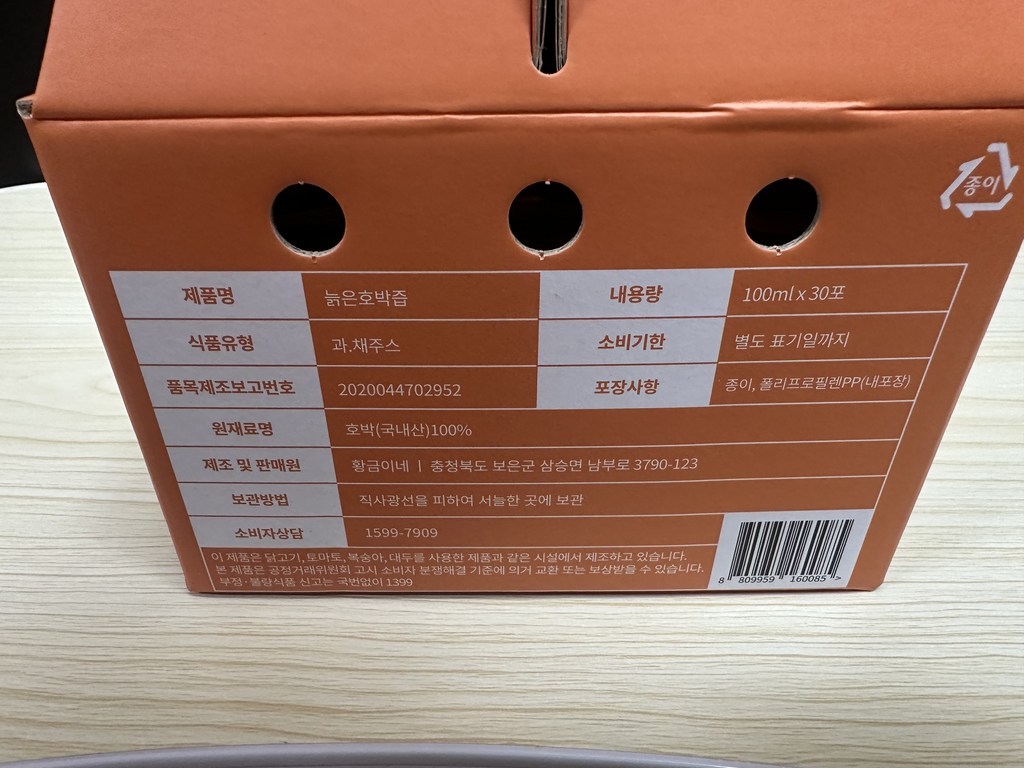 종이
제품명 늙은호박즙 내용량 100ml x 30포
식품유형 과.채주스 소비기한 별도 표기일까지
품목제조보고번호 2020044702952 포장사항 종이, 폴리프로필렌PP(내포장)
원재료명 호박(국내산)100%
제조 및 판매원 황금이네 | 충청북도 보은군 삼승면 남부로 3790-123
보관방법 직사광선을 피하여 서늘한 곳에 보관
소비자상담 1599-7909
이 제품은 닭고기, 토마토, 복숭아, 대두를 사용한 제품과 같은 시설에서 제조하고 있습니다.
본 제품은 공정거래위원회 고시 소비자 분쟁해결 기준에 의거 교환 또는 보상받을 수 있습니다.
부정·불량식품 신고는 국번없이 1399
8 809959 160085 >